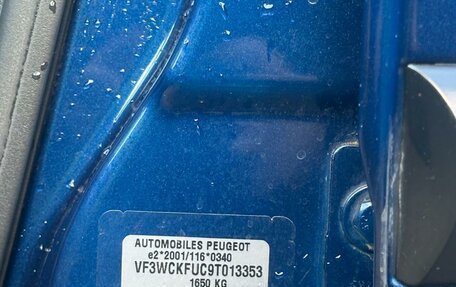 AUTOMOBILES PEUGEOT
e2*2001/116*0340
VF3WCKFUC9T013353
1650 KG